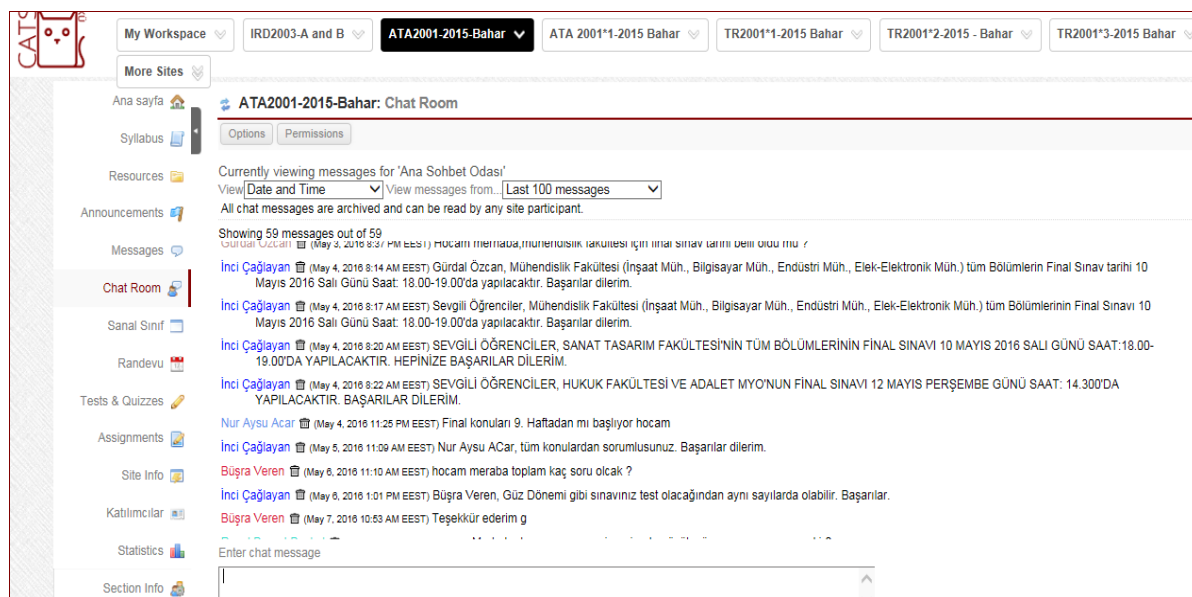 CATS
My Workspace
IRD2003-A and B
ATA2001-2015-Bahar
ATA 2001*1-2015 Bahar
TR2001*1-2015 Bahar
TR2001*2-2015 - Bahar
TR2001*3-2015 Bahar
More Sites
Ana sayfa
Syllabus
Resources
Announcements
Messages
Chat Room
Sanal Sınıf
Randevu
Tests & Quizzes
Assignments
Site Info
Katılımcılar
Statistics
Section Info
ATA2001-2015-Bahar: Chat Room
Options
Permissions
Currently viewing messages for 'Ana Sohbet Odası'
View Date and Time View messages from... Last 100 messages
All chat messages are archived and can be read by any site participant.
Showing 59 messages out of 59
Gürdal Özcan (May 3, 2016 8:37 PM EEST) Hocam merhaba,mühendislik fakültesi için final sınav tarihi belli oldu mu ?
İnci Çağlayan (May 4, 2016 8:14 AM EEST) Gürdal Özcan, Mühendislik Fakültesi (İnşaat Müh., Bilgisayar Müh., Endüstri Müh., Elek-Elektronik Müh.) tüm Bölümlerin Final Sınav tarihi 10
Mayıs 2016 Salı Günü Saat: 18.00-19.00'da yapılacaktır. Başarılar dilerim.
İnci Çağlayan (May 4, 2016 8:17 AM EEST) Sevgili Öğrenciler, Mühendislik Fakültesi (İnşaat Müh., Bilgisayar Müh., Endüstri Müh., Elek-Elektronik Müh.) tüm Bölümlerinin Final Sınavı 10
Mayıs 2016 Salı Günü Saat: 18.00-19.00'da yapılacaktır. Başarılar dilerim.
İnci Çağlayan (May 4, 2016 8:20 AM EEST) SEVGİLİ ÖĞRENCİLER, SANAT TASARIM FAKÜLTESİ'NİN TÜM BÖLÜMLERİNİN FİNAL SINAVI 10 MAYIS 2016 SALI GÜNÜ SAAT:18.00-
19.00'DA YAPILACAKTIR. HEPİNİZE BAŞARILAR DİLERİM.
İnci Çağlayan (May 4, 2016 8:22 AM EEST) SEVGİLİ ÖĞRENCİLER, HUKUK FAKÜLTESİ VE ADALET MYO'NUN FİNAL SINAVI 12 MAYIS PERŞEMBE GÜNÜ SAAT: 14.300'DA
YAPILACAKTIR. BAŞARILAR DİLERİM.
Nur Aysu Acar (May 4, 2016 11:25 PM EEST) Final konuları 9. Haftadan mı başlıyor hocam
İnci Çağlayan (May 5, 2016 11:09 AM EEST) Nur Aysu ACar, tüm konulardan sorumlusunuz. Başarılar dilerim.
Büşra Veren (May 6, 2016 11:10 AM EEST) hocam meraba toplam kaç soru olcak ?
İnci Çağlayan (May 6, 2016 1:01 PM EEST) Büşra Veren, Güz Dönemi gibi sınavınız test olacağından aynı sayılarda olabilir. Başarılar.
Büşra Veren (May 7, 2016 10:53 AM EEST) Teşekkür ederim g
Enter chat message